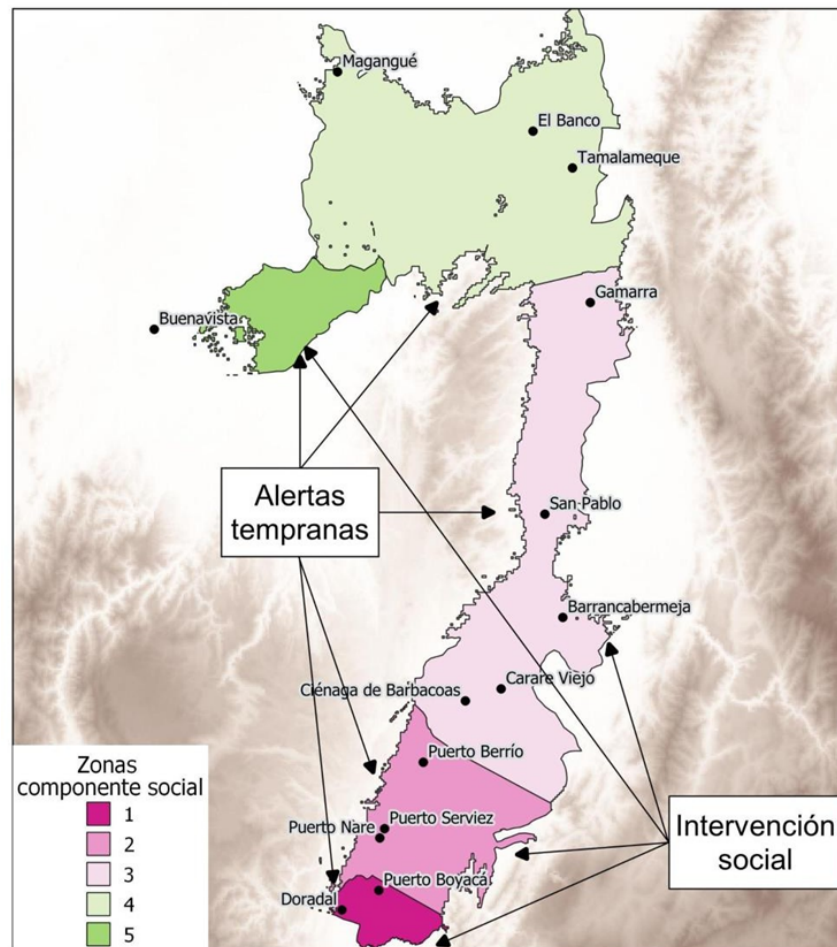 Magangué
El Banco
Tamalameque
Gamarra
Buenavista
Alertas
tempranas
San-Pablo
Barrancabermeja
Carare Viejo
Ciénaga de Barbacoas
Puerto Berrío
Zonas
componente social
1
2
3
4
5
Puerto Serviez
Puerto Nare
Intervención
social
Puerto Boyacá
Doradal